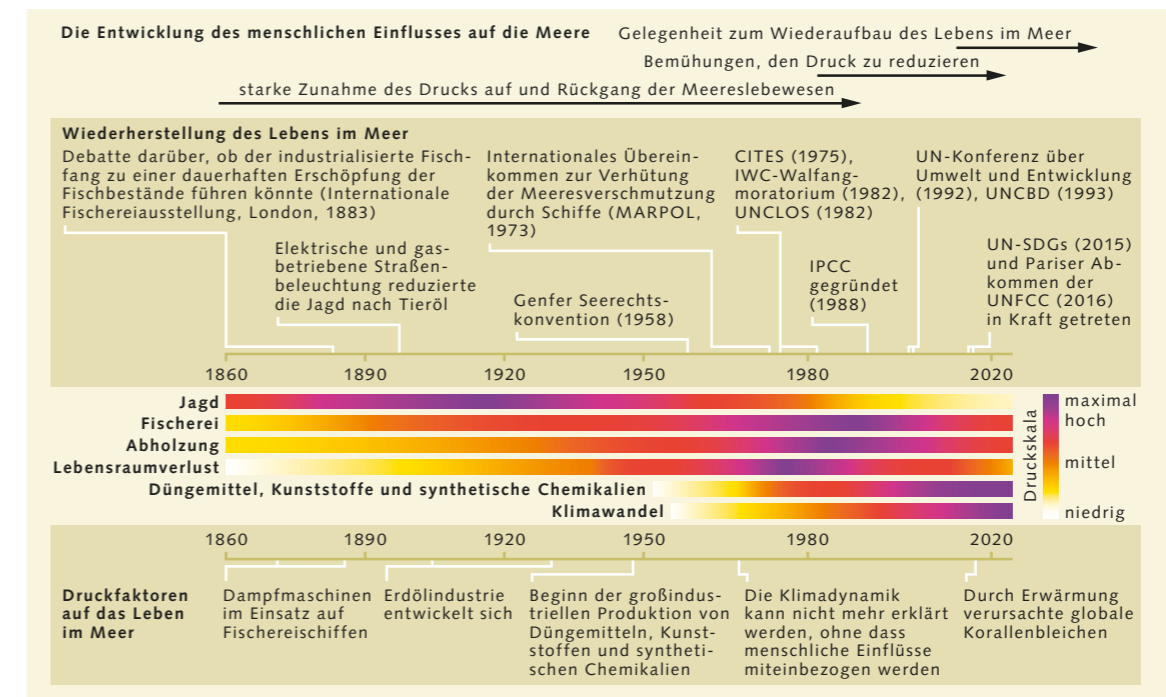 Die Entwicklung des menschlichen Einflusses auf die Meere
Gelegenheit zum Wiederaufbau des Lebens im Meer
Bemühungen, den Druck zu reduzieren
starke Zunahme des Drucks auf und Rückgang der Meereslebewesen
Wiederherstellung des Lebens im Meer
Debatte darüber, ob der industrialisierte Fisch-
fang zu einer dauerhaften Erschöpfung der
Fischbestände führen könnte (Internationale
Fischereiausstellung, London, 1883)
Elektrische und gas-
betriebene Straßen-
beleuchtung reduzierte
die Jagd nach Tieröl
Internationales Überein-
kommen zur Verhütung
der Meeresverschmutzung
durch Schiffe (MARPOL,
1973)
Genfer Seerechts-
konvention (1958)
CITES (1975),
IWC-Walfang-
moratorium (1982),
UNCLOS (1982)
IPCC
gegründet
(1988)
UN-Konferenz über
Umwelt und Entwicklung
(1992), UNCBD (1993)
UN-SDGs (2015)
und Pariser Ab-
kommen der
UNFCC (2016)
in Kraft getreten
1860 1890 1920 1950 1980 2020
Jagd
Fischerei
Abholzung
Lebensraumverlust
Düngemittel, Kunststoffe und synthetische Chemikalien
Klimawandel
Druckskala
maximal
hoch
mittel
niedrig
1860 1890 1920 1950 1980 2020
Druckfaktoren
auf das Leben
im Meer
Dampfmaschinen
im Einsatz auf
Fischereischiffen
Erdölindustrie
entwickelt sich
Beginn der großindus-
triellen Produktion von
Düngemitteln, Kunst-
stoffen und syntheti-
schen Chemikalien
Die Klimadynamik
kann nicht mehr erklärt
werden, ohne dass
menschliche Einflüsse
miteinbezogen werden
Durch Erwärmung
verursachte globale
Korallenbleichen